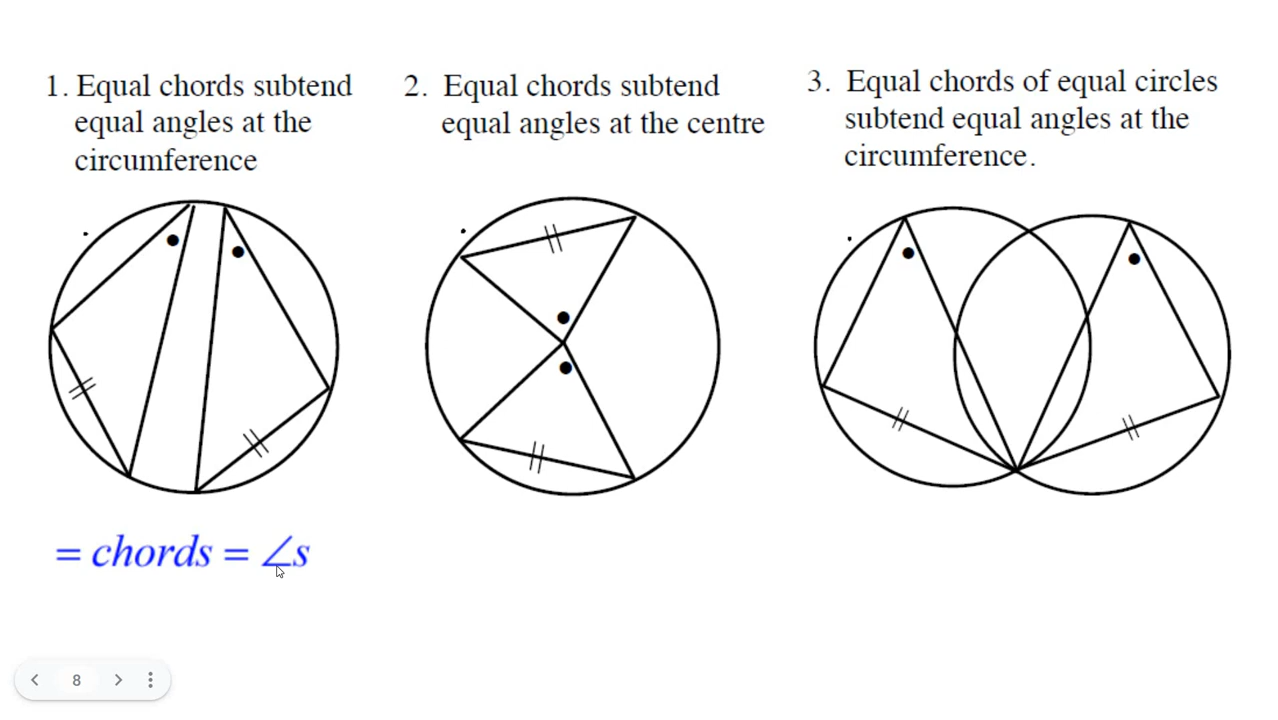 1. Equal chords subtend
equal angles at the
circumference
2. Equal chords subtend
equal angles at the centre
3. Equal chords of equal circles
subtend equal angles at the
circumference.
= chords = ∠s
8